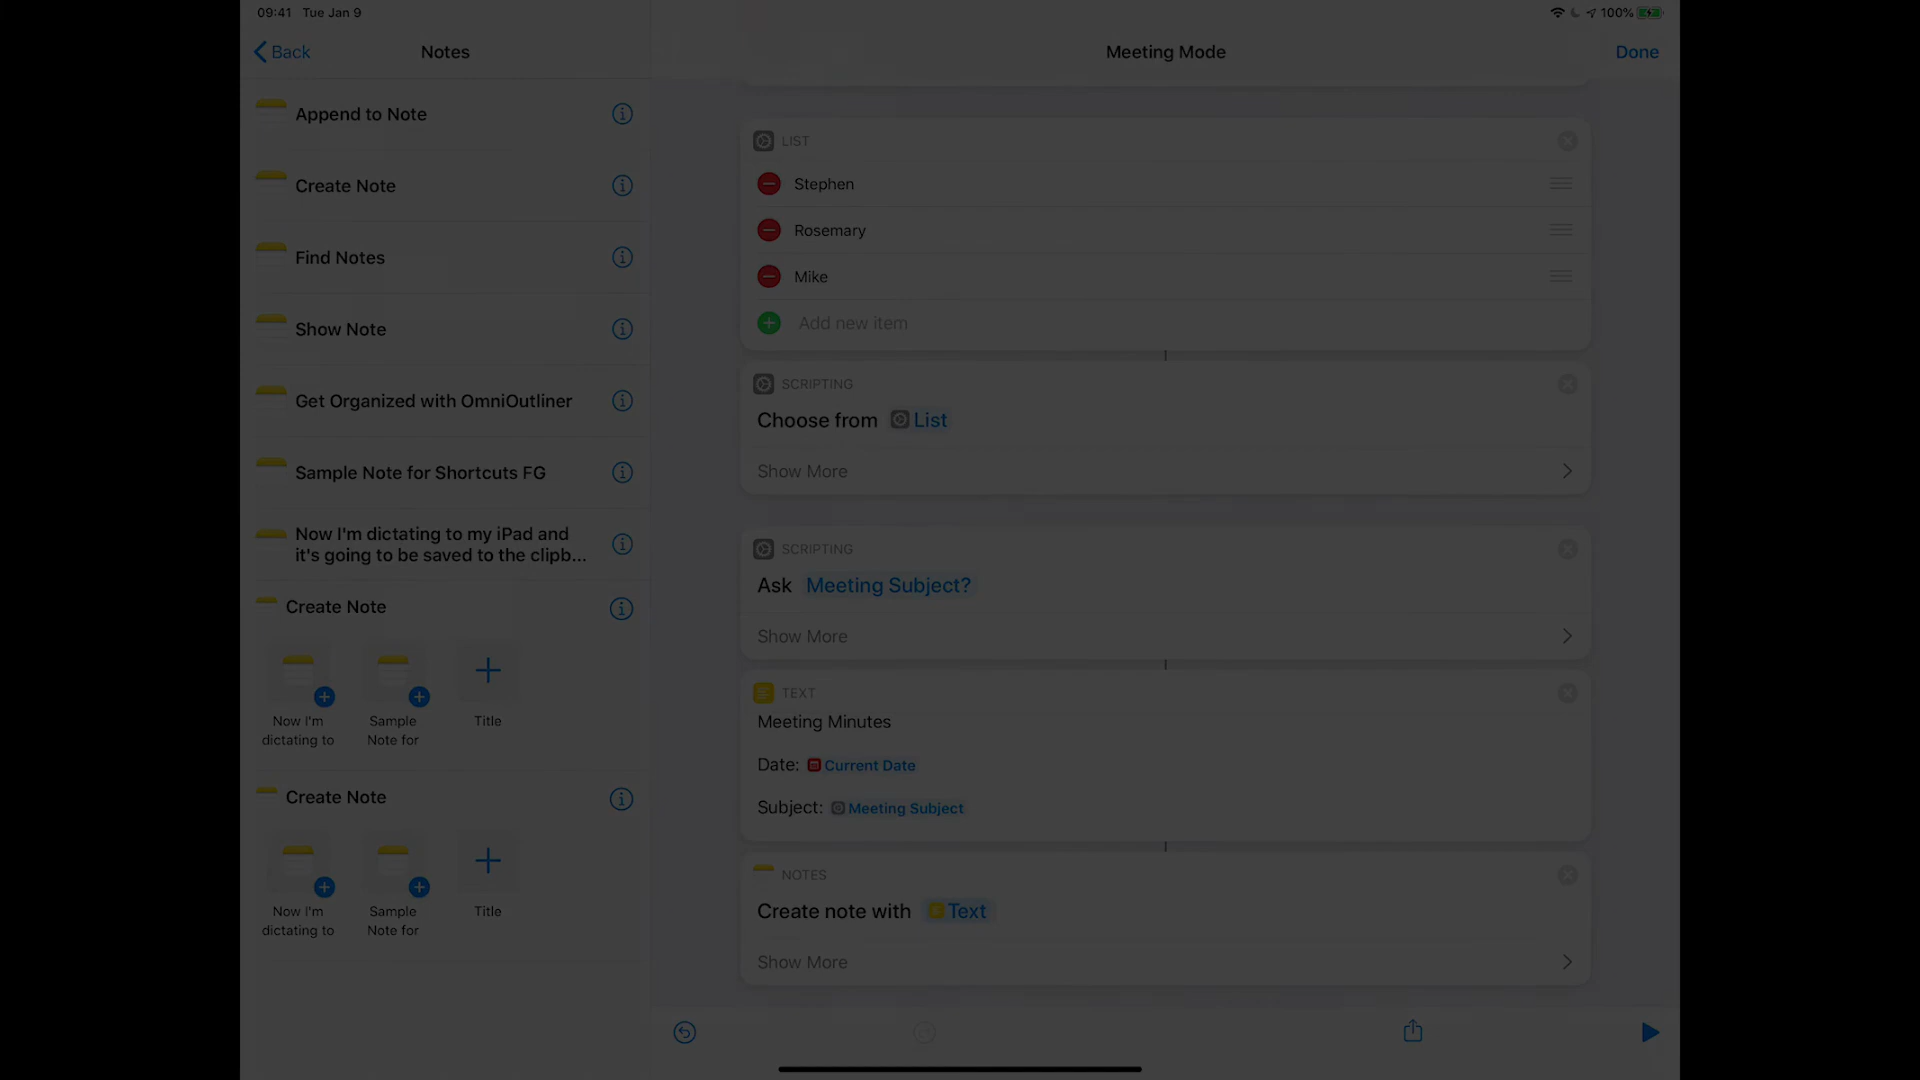 09:41 Tue Jan 9
100%
Back
Notes
Append to Note
Create Note
Find Notes
Show Note
Get Organized with OmniOutliner
Sample Note for Shortcuts FG
Now I'm dictating to my iPad and
it's going to be saved to the clipb...
Create Note
Now I'm
dictating to
Sample
Note for
Title
Create Note
Now I'm
dictating to
Sample
Note for
Title
Meeting Mode
Done
LIST
Stephen
Rosemary
Mike
Add new item
SCRIPTING
Choose from List
Show More
SCRIPTING
Ask Meeting Subject?
Show More
TEXT
Meeting Minutes
Date: Current Date
Subject: Meeting Subject
NOTES
Create note with Text
Show More